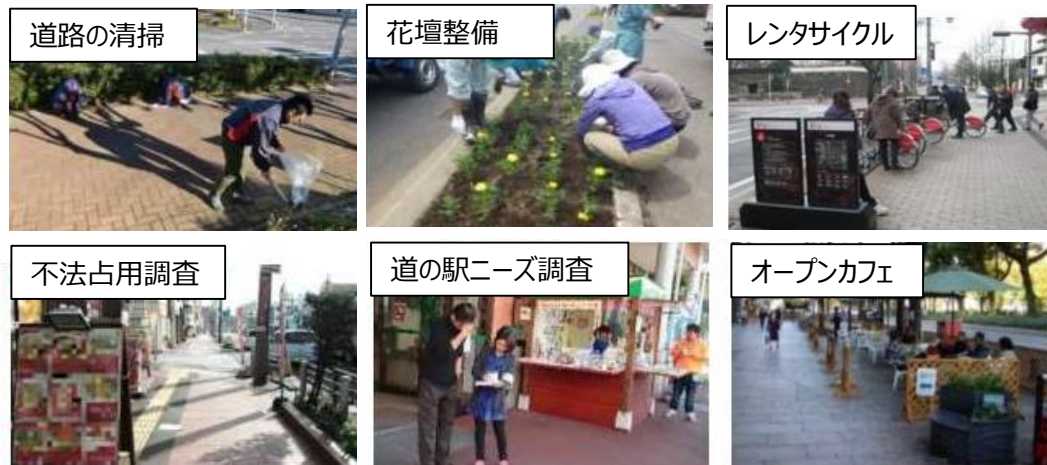 道路の清掃
花壇整備
レンタサイクル
不法占用調査
道の駅ニーズ調査
オープンカフェ